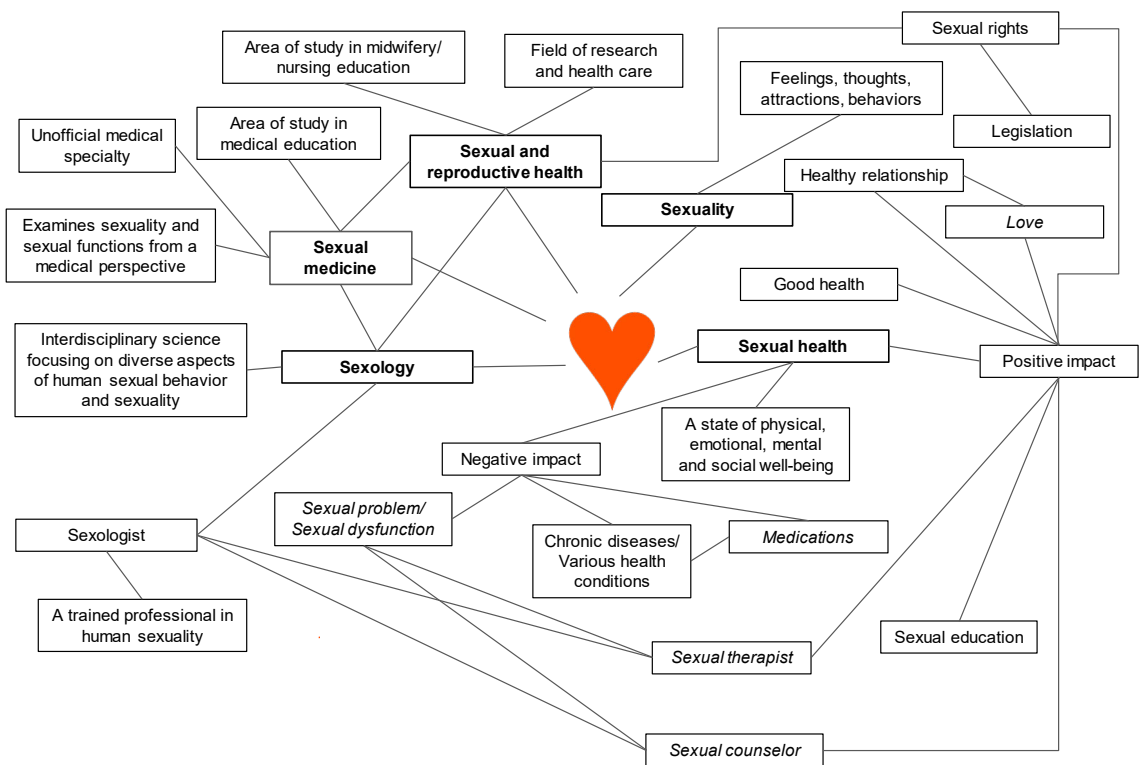 Sexual rights
Area of study in midwifery/
nursing education
Field of research
and health care
Feelings, thoughts,
attractions, behaviors
Unofficial medical
specialty
Area of study in
medical education
Legislation
Sexual and
reproductive health
Healthy relationship
Sexuality
Love
Examines sexuality and
sexual functions from a
medical perspective
Sexual
medicine
Good health
Interdisciplinary science
focusing on diverse aspects
of human sexual behavior
and sexuality
Sexology
Sexual health
Positive impact
A state of physical,
emotional, mental
and social well-being
Negative impact
Sexual problem/
Sexual dysfunction
Sexologist
Chronic diseases/
Various health
conditions
Medications
A trained professional in
human sexuality
Sexual education
Sexual therapist
Sexual counselor